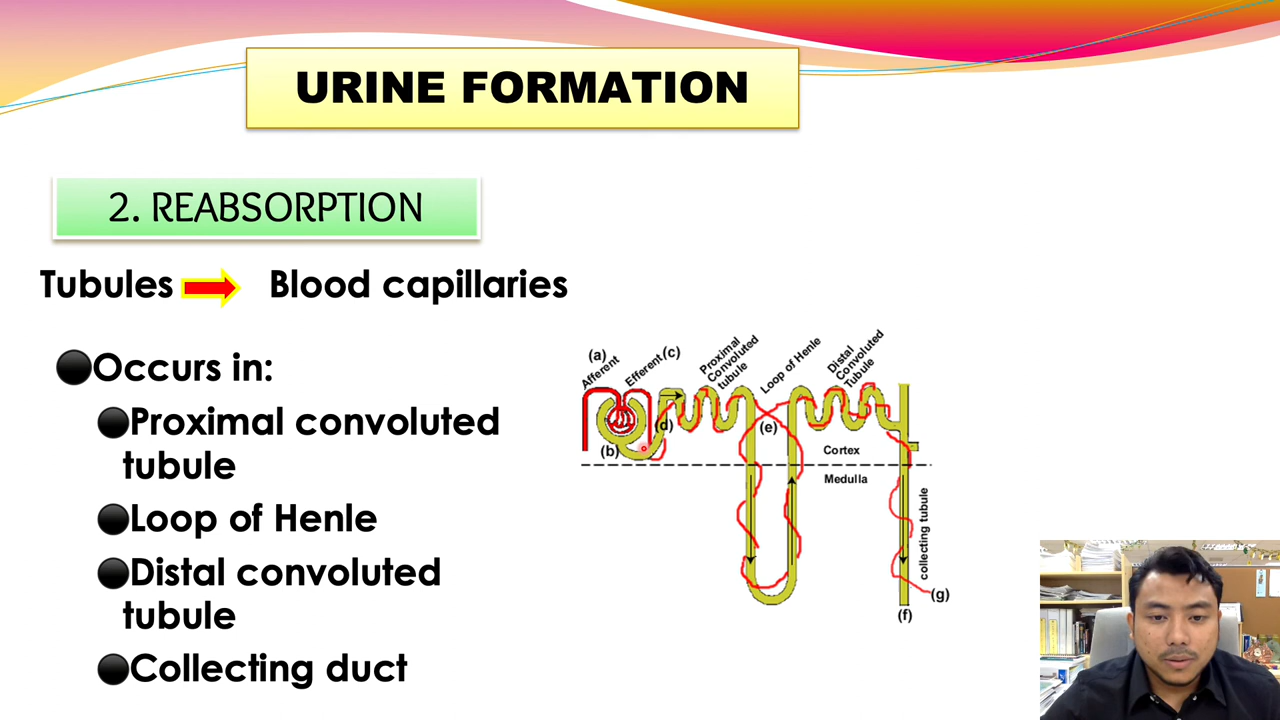 URINE FORMATION
2. REABSORPTION
Tubules Blood capillaries
Occurs in:
Proximal convoluted
tubule
Loop of Henle
Distal convoluted
tubule
Collecting duct
(a)
Afferent
Efferent
(c)
Proximal
Convoluted
tubule
Loop of Henle
Distal
Convoluted
Tubule
(b)
(d)
(e)
Cortex
Medulla
collecting tubule
(g)
(f)